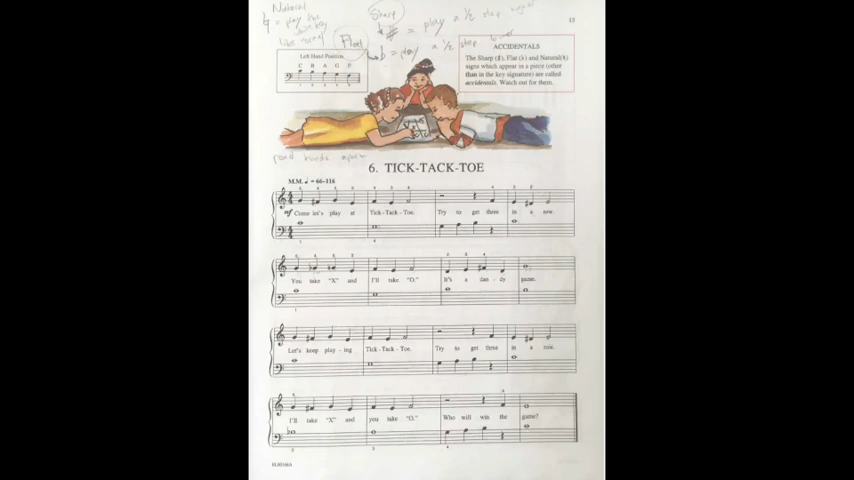 Natural
Sharp
♮ = play the
white key
# = play a 1/2 step higher
13
Flat
b = play a 1/2 step lower
Left Hand Position
C B A G F
ACCIDENTALS
The Sharp (♯), Flat (♭) and Natural(♮)
signs which appear in a piece (other
than in the key signature) are called
accidentals. Watch out for them.
read hands again
6. TICK-TACK-TOE
M.M. ♩ = 66-116
mf Come let's play at Tick - Tack - Toe. Try to get three in a row.
You take "X" and I'll take "O." It's a dan - dy game.
Let's keep play - ing Tick - Tack - Toe. Try to get three in a row.
I'll take "X" and you take "O." Who will win the game?